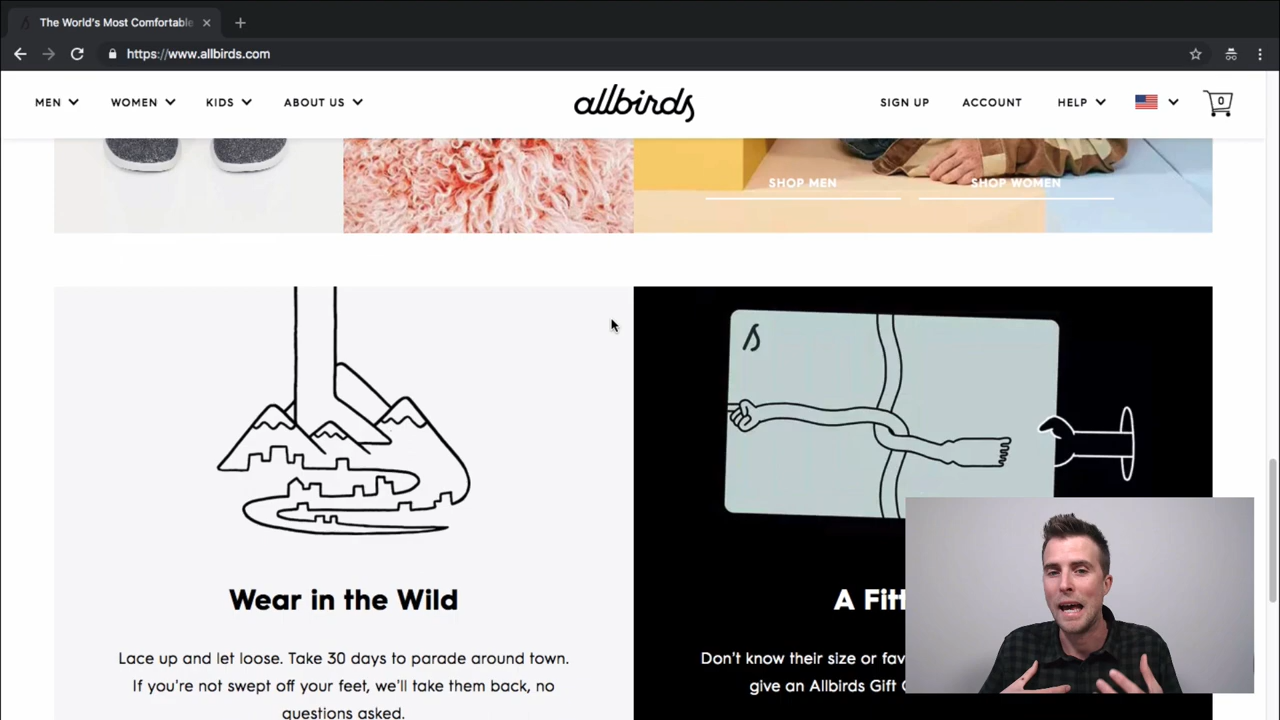 The World's Most Comfortable
https://www.allbirds.com
MEN WOMEN KIDS ABOUT US allbirds SIGN UP ACCOUNT HELP 0
SHOP MEN SHOP WOMEN
Wear in the Wild
Lace up and let loose. Take 30 days to parade around town.
If you're not swept off your feet, we'll take them back, no
questions asked.
A Fitt
Don't know their size or fav
give an Allbirds Gift